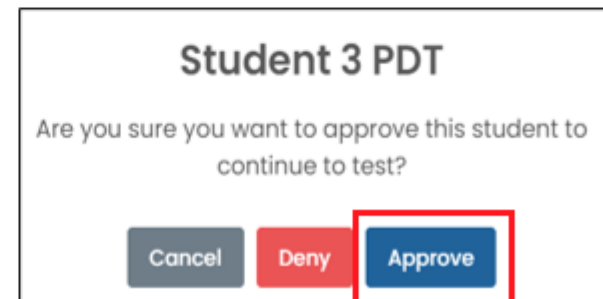 Student 3 PDT
Are you sure you want to approve this student to
continue to test?
Cancel Deny Approve